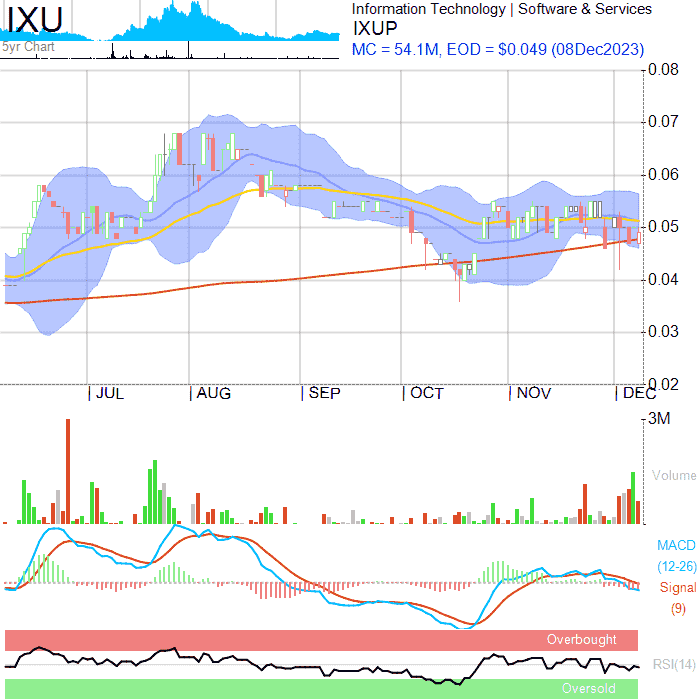 IXU
5yr Chart
Information Technology | Software & Services
IXUP
MC = 54.1M, EOD = $0.049 (08Dec2023)
0.08
0.07
0.06
0.05
0.04
0.03
0.02
JUL
AUG
SEP
OCT
NOV
DEC
3M
Volume
MACD
(12-26)
Signal
(9)
Overbought
RSI(14)
Oversold